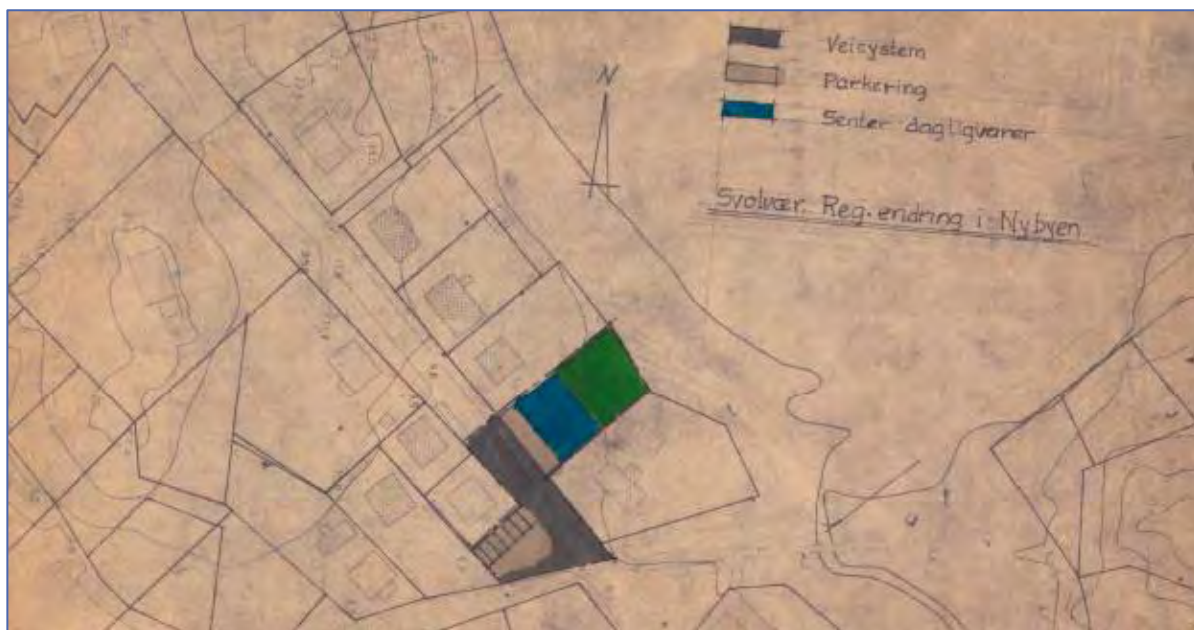 Veisystem
Parkering
Senter dagligvarer
N
Svolvær. Reg. endring i Nybyen